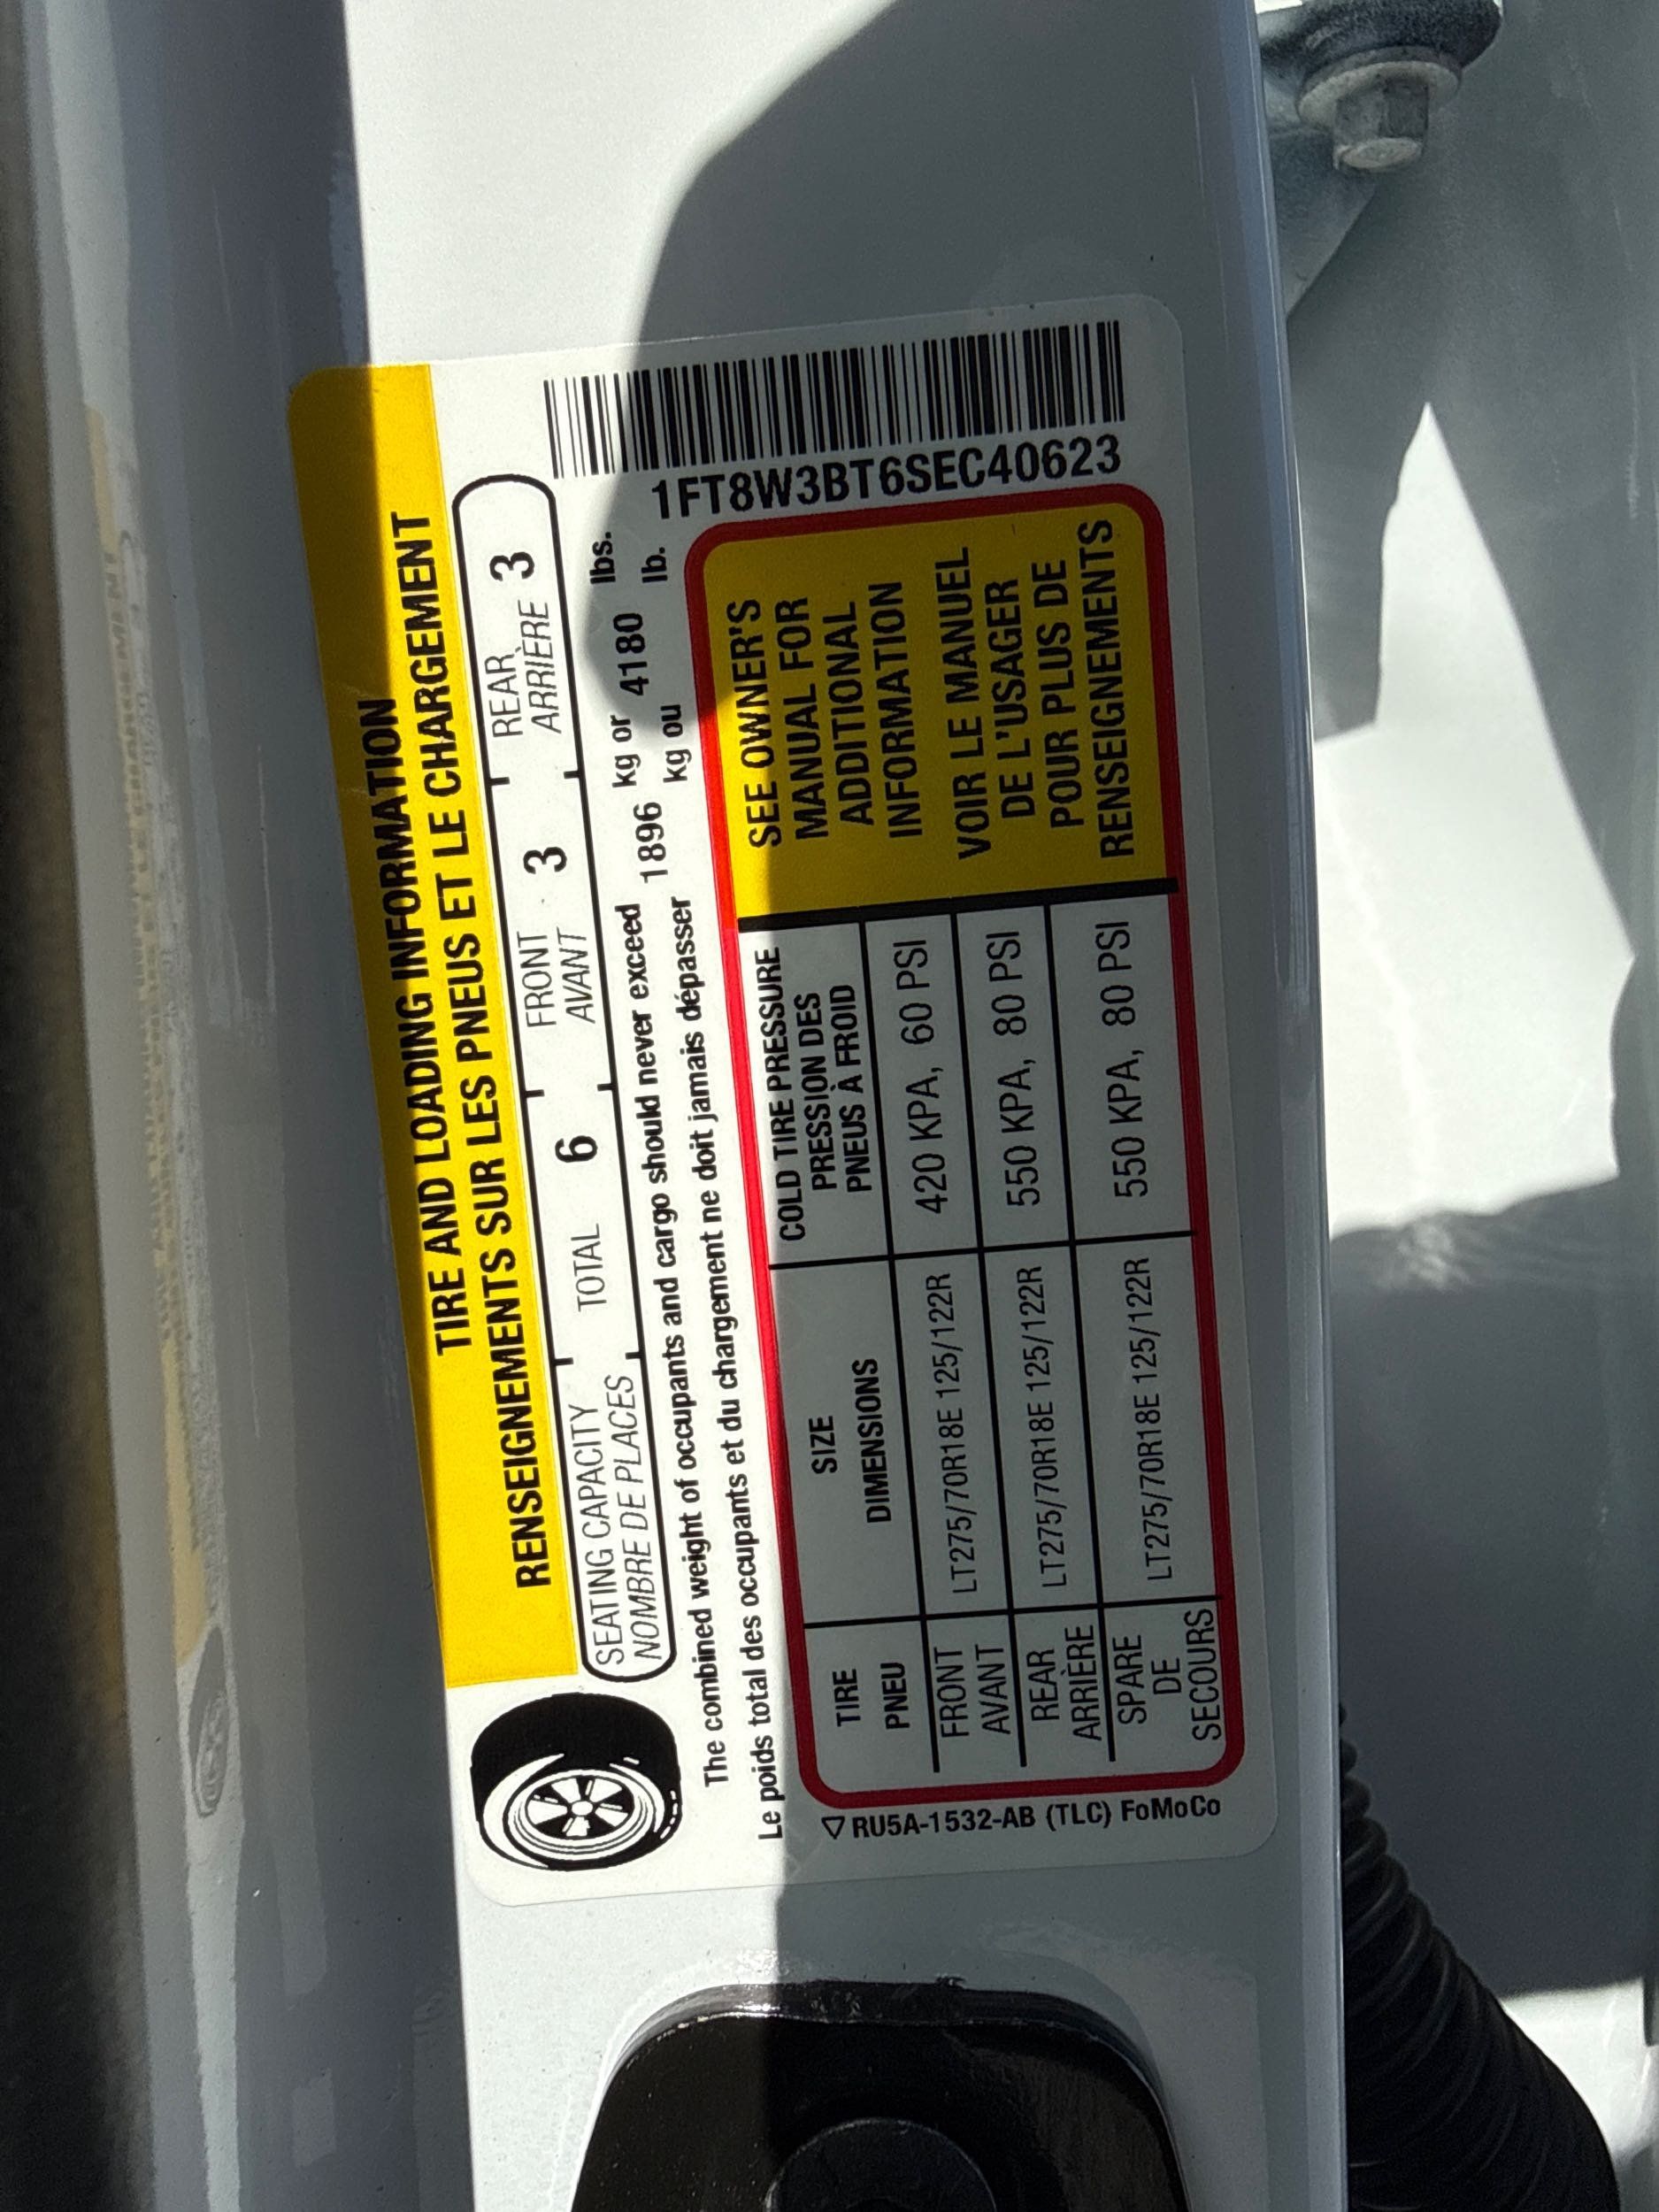 TIRE AND LOADING INFORMATION
RENSEIGNEMENTS SUR LES PNEUS ET LE CHARGEMENT
SEATING CAPACITY TOTAL 6 FRONT 3 REAR 3
NOMBRE DE PLACES AVANT ARRIÈRE
The combined weight of occupants and cargo should never exceed 1896 kg or 4180 lbs.
Le poids total des occupants et du chargement ne doit jamais dépasser kg ou lb.
1FT8W3BT6SEC40623
TIRE
PNEU
SIZE
DIMENSIONS
COLD TIRE PRESSURE
PRESSION DES
PNEUS À FROID
FRONT
AVANT
LT275/70R18E 125/122R
420 KPA, 60 PSI
REAR
ARRIÈRE
LT275/70R18E 125/122R
550 KPA, 80 PSI
SPARE
DE
SECOURS
LT275/70R18E 125/122R
550 KPA, 80 PSI
SEE OWNER'S
MANUAL FOR
ADDITIONAL
INFORMATION
VOIR LE MANUEL
DE L'USAGER
POUR PLUS DE
RENSEIGNEMENTS
RU5A-1532-AB (TLC) FoMoCo